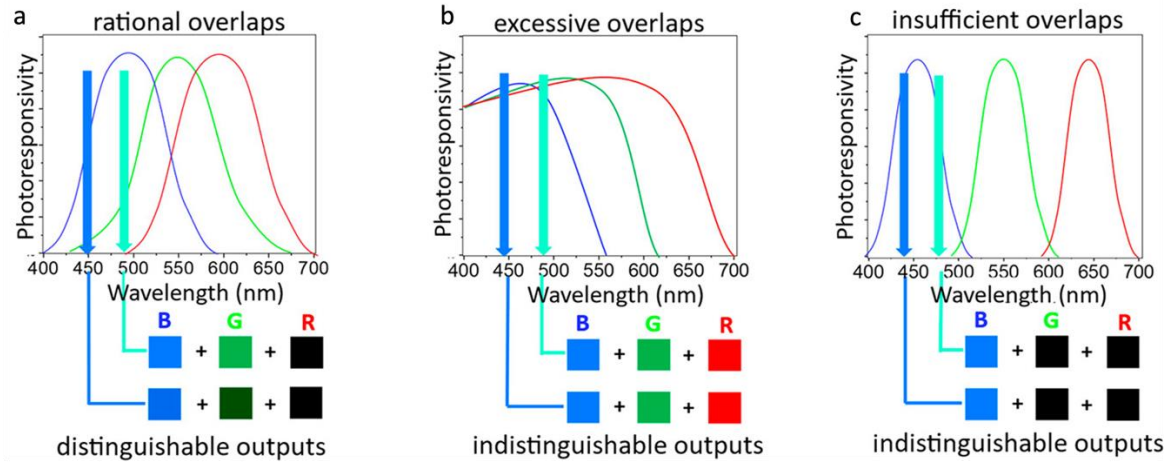 a
rational overlaps
Photoresponsivity
400 450 500 550 600 650 700
Wavelength (nm)
B G R
+ +
+ +
distinguishable outputs
b
excessive overlaps
Photoresponsivity
400 450 500 550 600 650 700
Wavelength (nm)
B G R
+ +
+ +
indistinguishable outputs
c
insufficient overlaps
Photoresponsivity
400 450 500 550 600 650 700
Wavelength (nm)
B G R
+ +
+ +
indistinguishable outputs